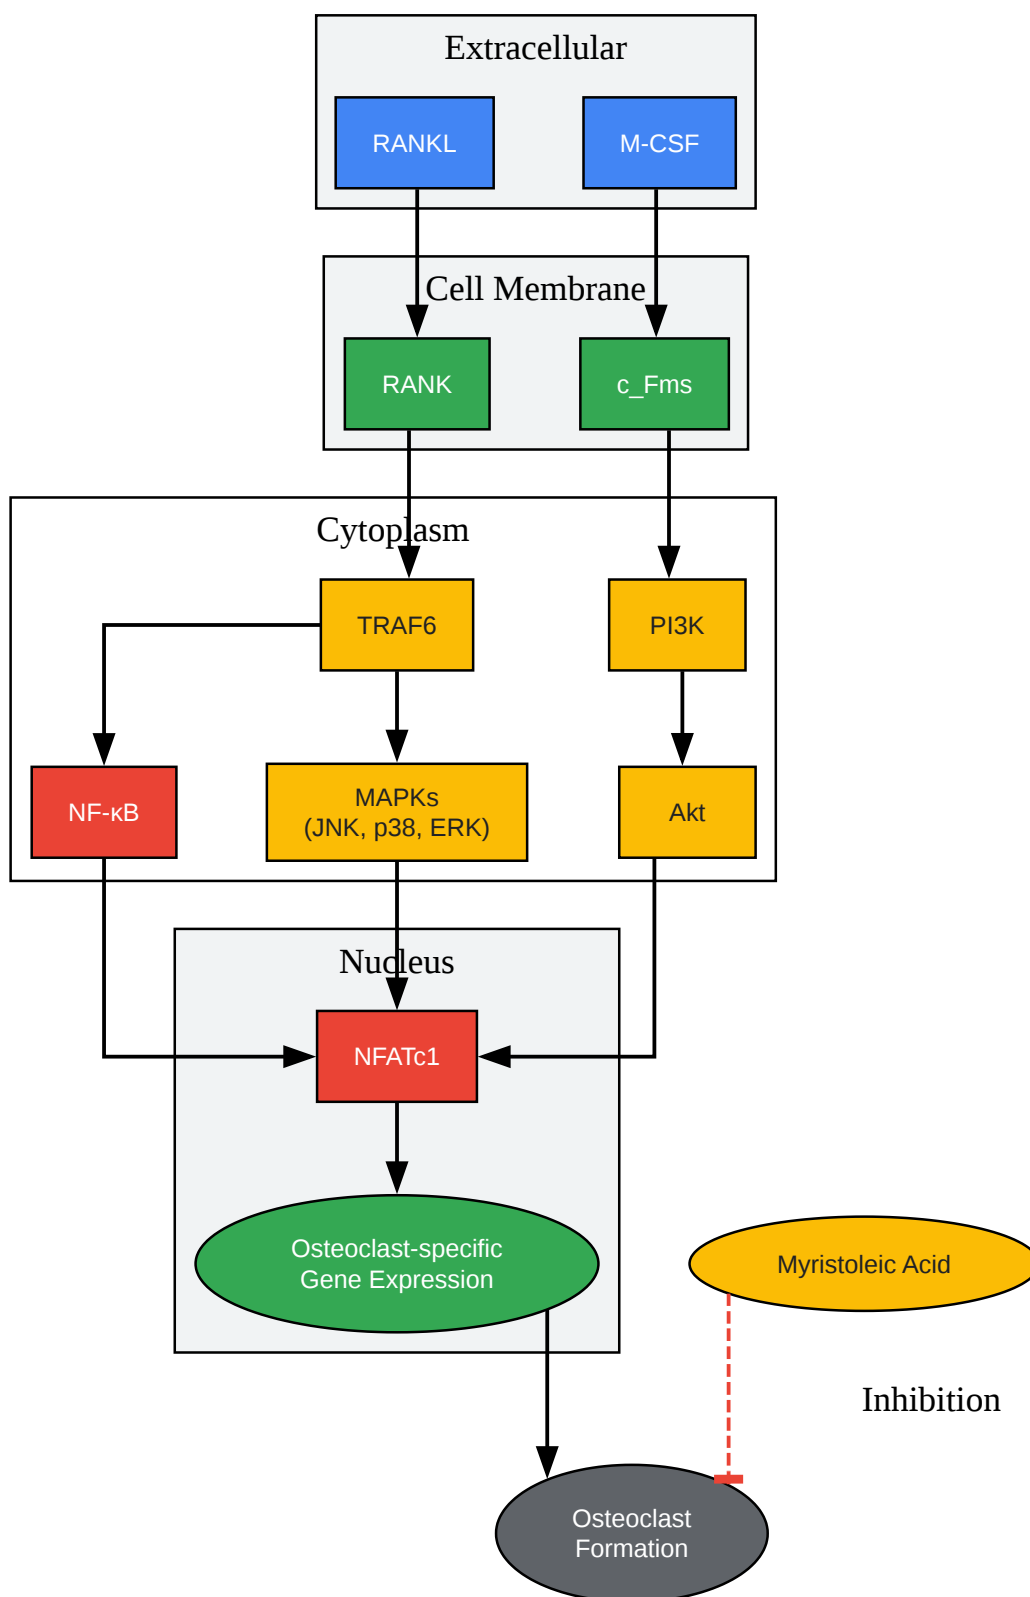 Extracellular
RANKL
M-CSF
Cell Membrane
RANK
c_Fms
Cytoplasm
TRAF6
PI3K
NF-κB
MAPKs
(JNK, p38, ERK)
Akt
Nucleus
NFATc1
Osteoclast-specific
Gene Expression
Myristoleic Acid
Inhibition
Osteoclast
Formation